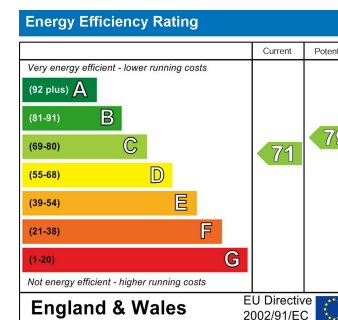 Energy Efficiency Rating
Current
Very energy efficient - lower running costs
(92 plus) A
(81-91) B
(69-80) C
71
(55-68) D
(39-54) E
(21-38) F
(1-20) G
Not energy efficient - higher running costs
England & Wales
EU Directive
2002/91/EC